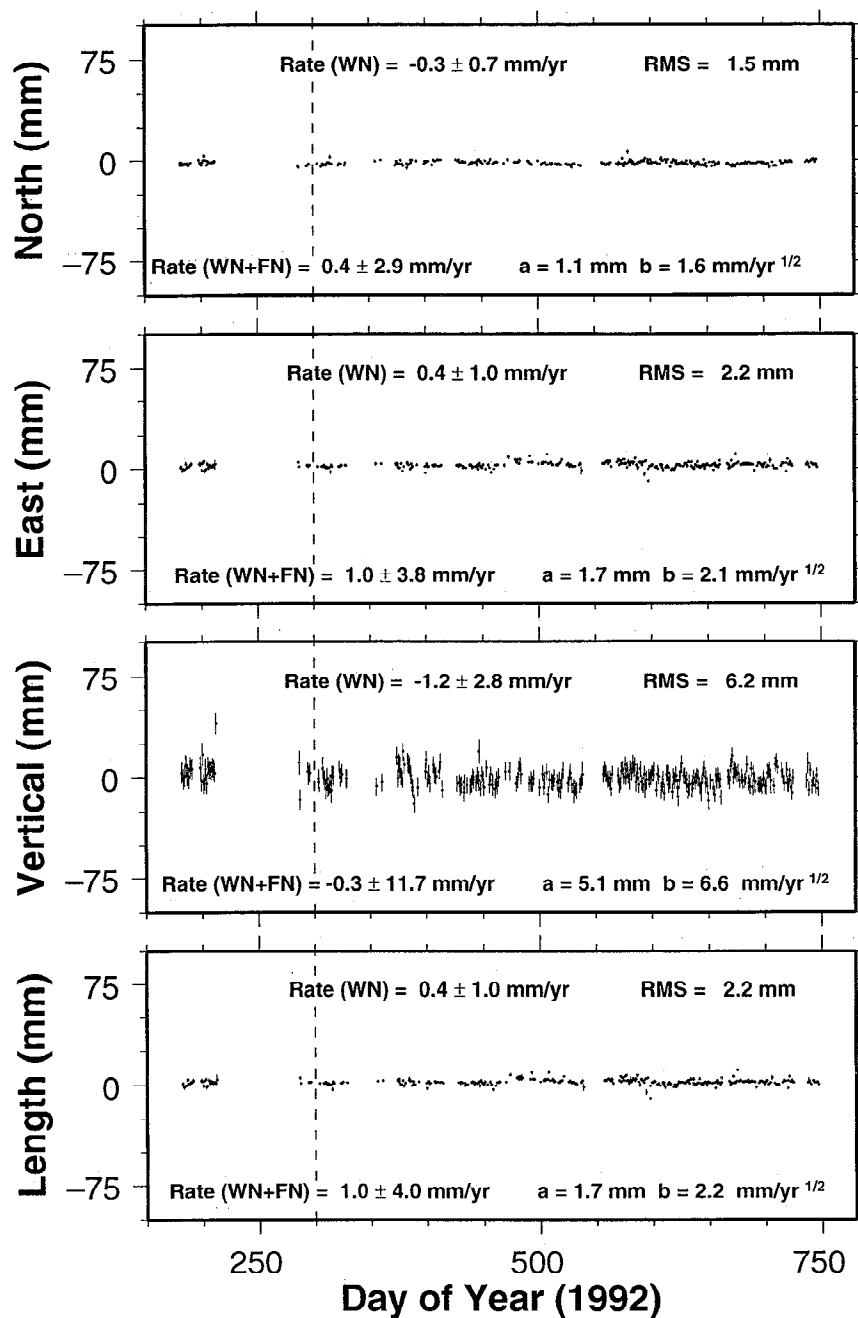 North (mm)
75
0
−75
Rate (WN) = -0.3 ± 0.7 mm/yr RMS = 1.5 mm
Rate (WN+FN) = 0.4 ± 2.9 mm/yr a = 1.1 mm b = 1.6 mm/yr 1/2
East (mm)
75
0
−75
Rate (WN) = 0.4 ± 1.0 mm/yr RMS = 2.2 mm
Rate (WN+FN) = 1.0 ± 3.8 mm/yr a = 1.7 mm b = 2.1 mm/yr 1/2
Vertical (mm)
75
0
−75
Rate (WN) = -1.2 ± 2.8 mm/yr RMS = 6.2 mm
Rate (WN+FN) = -0.3 ± 11.7 mm/yr a = 5.1 mm b = 6.6 mm/yr 1/2
Length (mm)
75
0
−75
Rate (WN) = 0.4 ± 1.0 mm/yr RMS = 2.2 mm
Rate (WN+FN) = 1.0 ± 4.0 mm/yr a = 1.7 mm b = 2.2 mm/yr 1/2
250 500 750
Day of Year (1992)